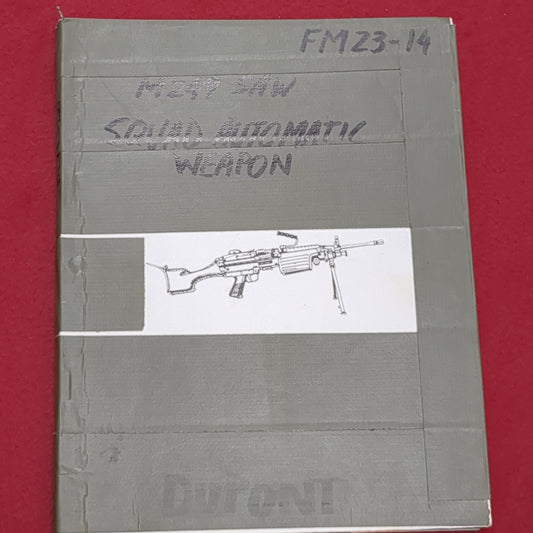 FM23-14
M249 SAW
SQUAD AUTOMATIC
WEAPON
DUPONT